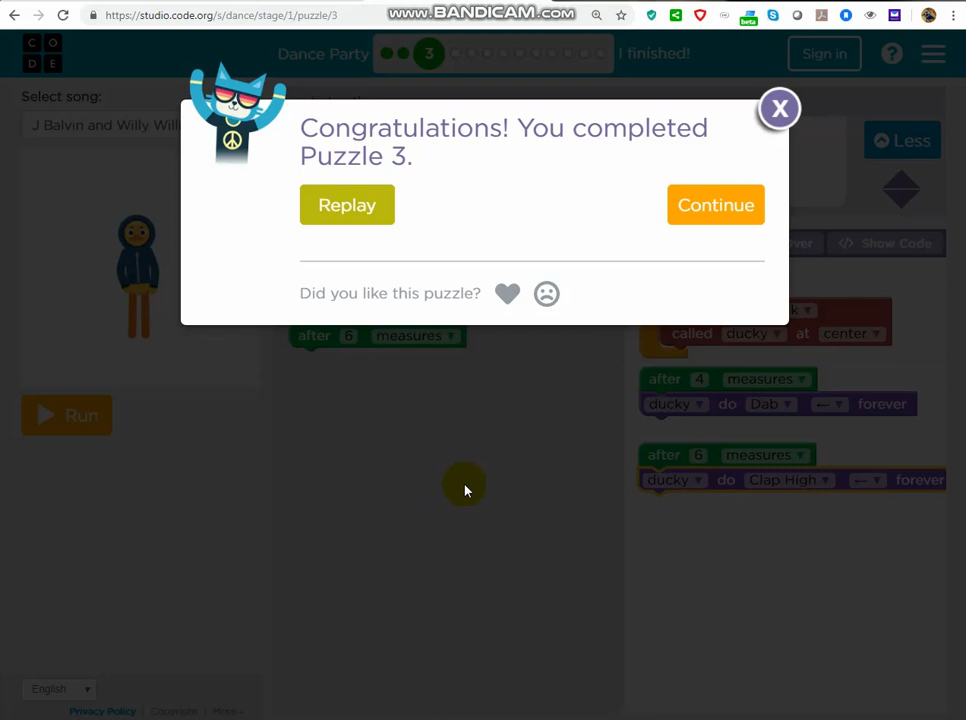 https://studio.code.org/s/dance/stage/1/puzzle/3
www.BANDICAM.com
beta
C O
D E
Dance Party
3
I finished!
Sign in
?
Select song:
J Balvin and Willy Willi
Less
Congratulations! You completed
Puzzle 3.
X
Replay
Continue
Did you like this puzzle?
Show Code
after 6 measures
called ducky at center
after 4 measures
ducky do Dab ← forever
after 6 measures
ducky do Clap High ← forever
Run
English
Privacy Policy | Copyright | More